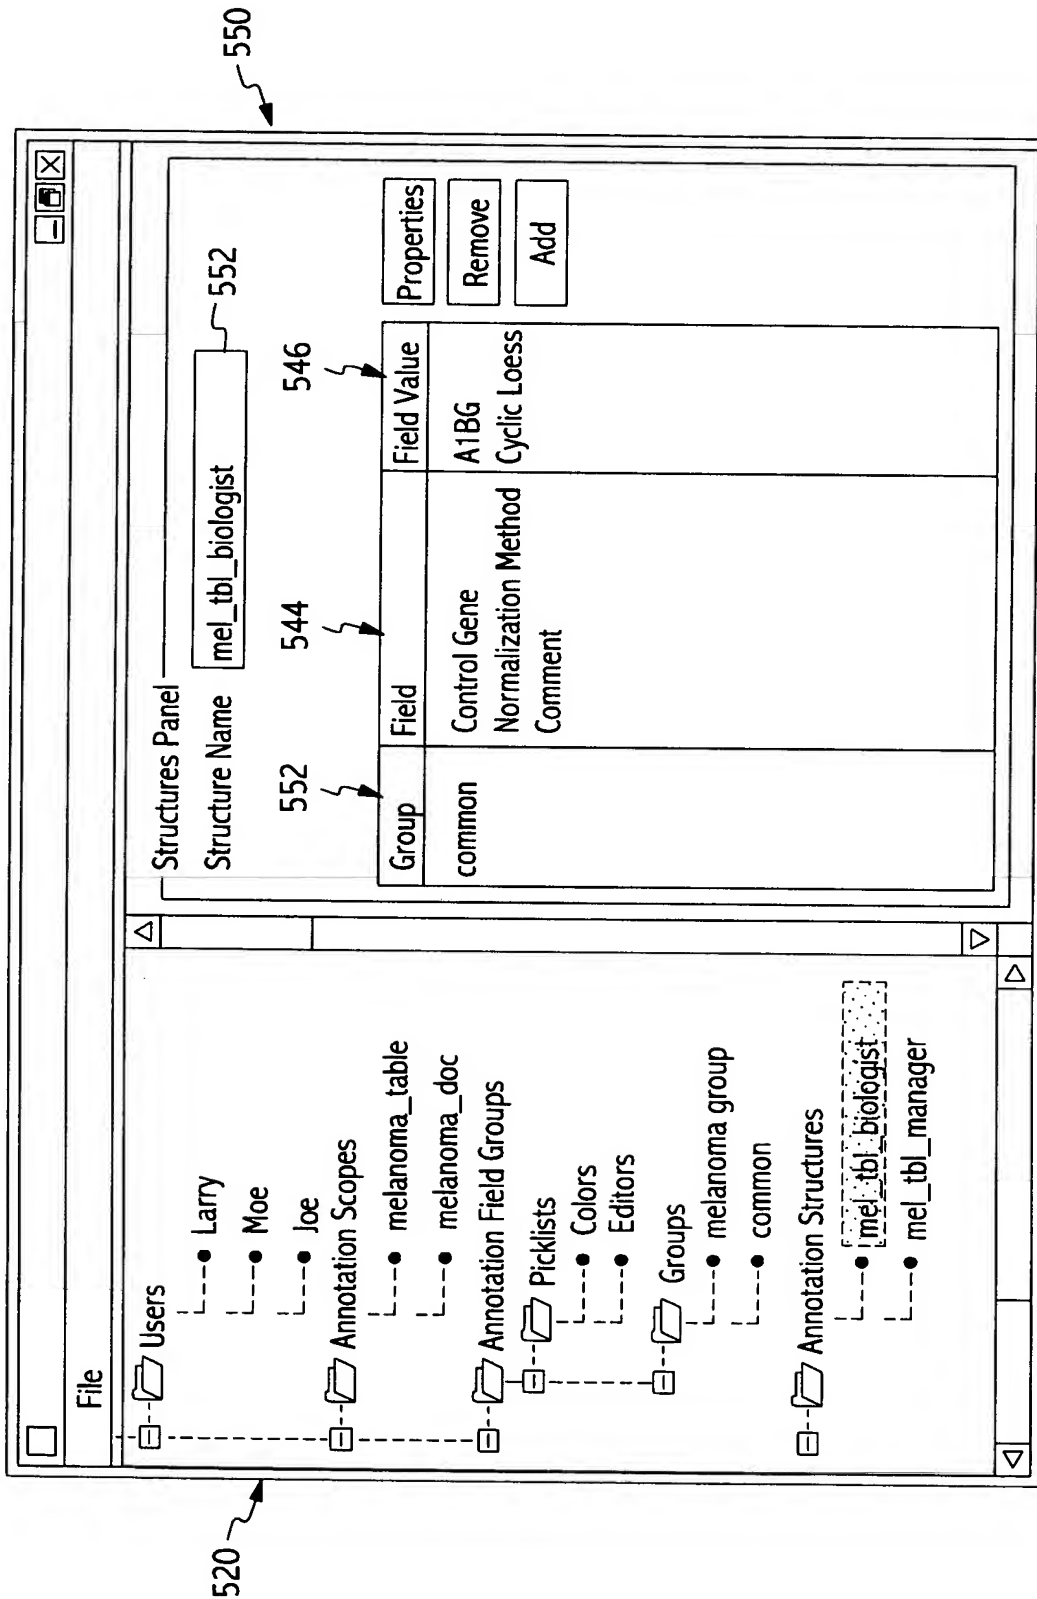 520
550
File
Users
Larry
Moe
Joe
Annotation Scopes
melanoma_table
melanoma_doc
Annotation Field Groups
Picklists
Colors
Editors
Groups
melanoma group
common
Annotation Structures
mel_tbl_biologist
mel_tbl_manager
Structures Panel
Structure Name
mel_tbl_biologist
552
552
544
546
Group
Field
Field Value
common
Control Gene
A1BG
Normalization Method
Cyclic Loess
Comment
Properties
Remove
Add